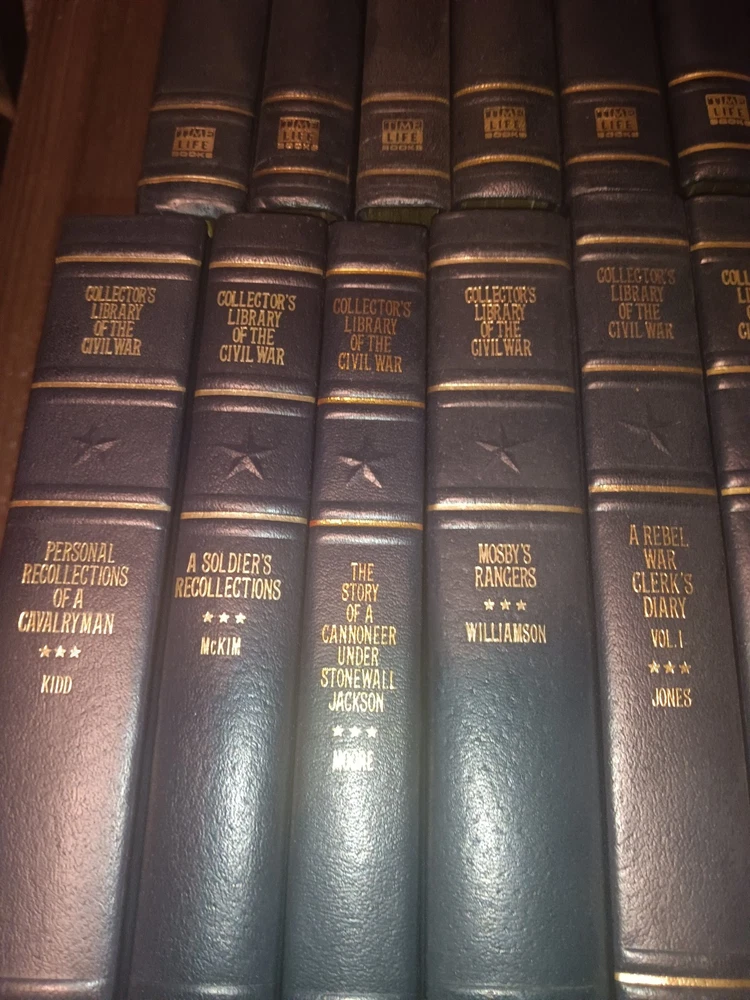 TIME
LIFE
BOOKS
TIME
LIFE
BOOKS
TIME
LIFE
BOOKS
TIME
LIFE
BOOKS
TIME
LIFE
BOOKS
TIME
LIFE
BOOKS
COLLECTOR'S
LIBRARY
OF THE
CIVIL WAR
PERSONAL
RECOLLECTIONS
OF A
CAVALRYMAN
KIDD
COLLECTOR'S
LIBRARY
OF THE
CIVIL WAR
A SOLDIER'S
RECOLLECTIONS
McKIM
COLLECTOR'S
LIBRARY
OF THE
CIVIL WAR
THE
STORY
OF A
CANNONEER
UNDER
STONEWALL
JACKSON
MOORE
COLLECTOR'S
LIBRARY
OF THE
CIVIL WAR
MOSBY'S
RANGERS
WILLIAMSON
COLLECTOR'S
LIBRARY
OF THE
CIVIL WAR
A REBEL
WAR
CLERK'S
DIARY
VOL. I
JONES